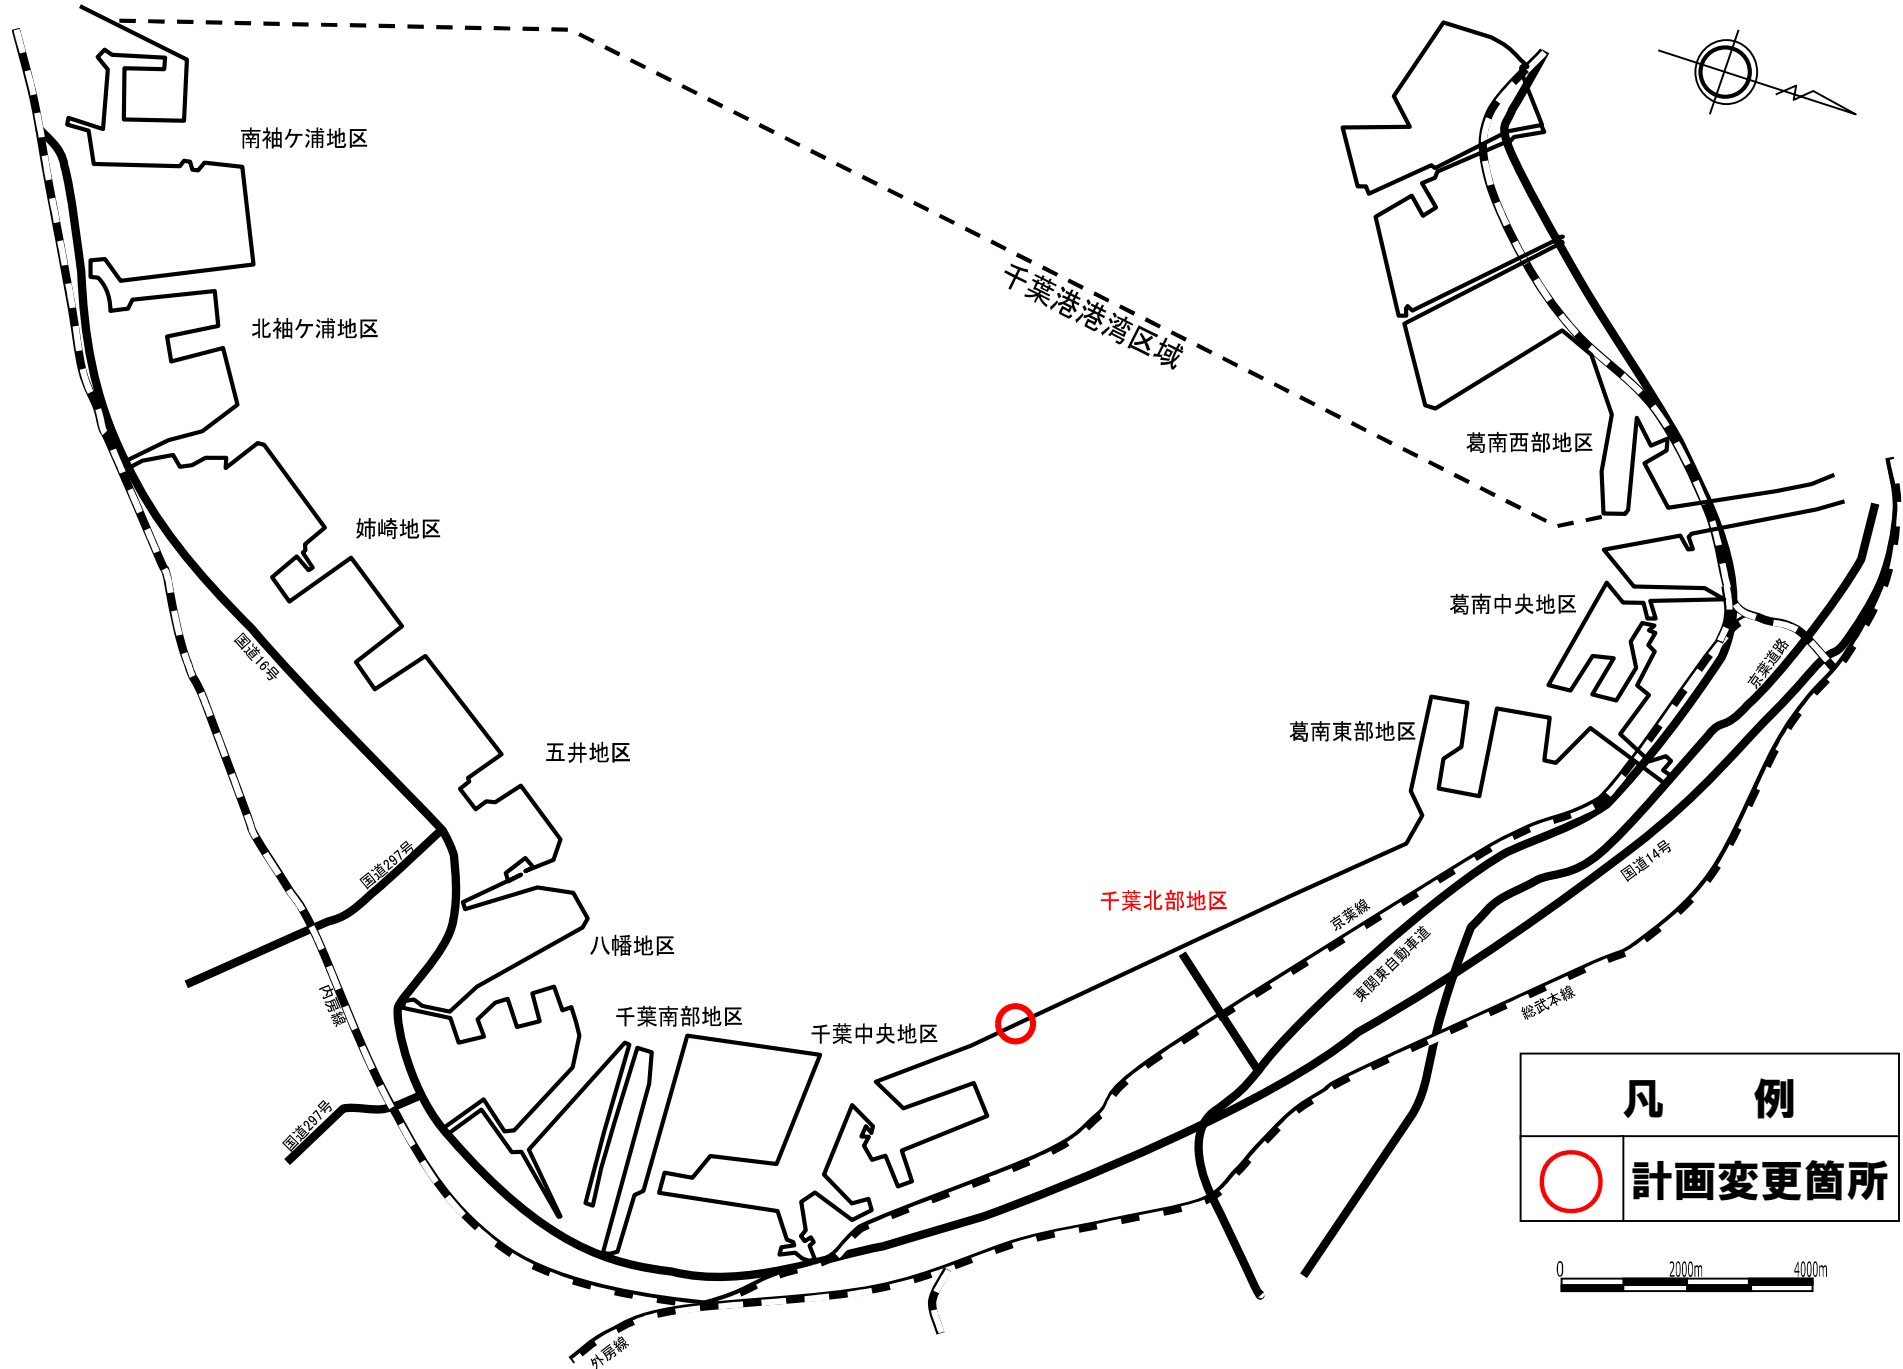 南袖ケ浦地区
北袖ケ浦地区
姉崎地区
五井地区
八幡地区
千葉南部地区
千葉中央地区
千葉北部地区
葛南東部地区
葛南中央地区
葛南西部地区
千葉港港湾区域
国道16号
国道297号
内房線
国道297号
外房線
京葉線
東関東自動車道
総武本線
国道14号
京葉道路
凡 例
計画変更箇所
0 2000m 4000m